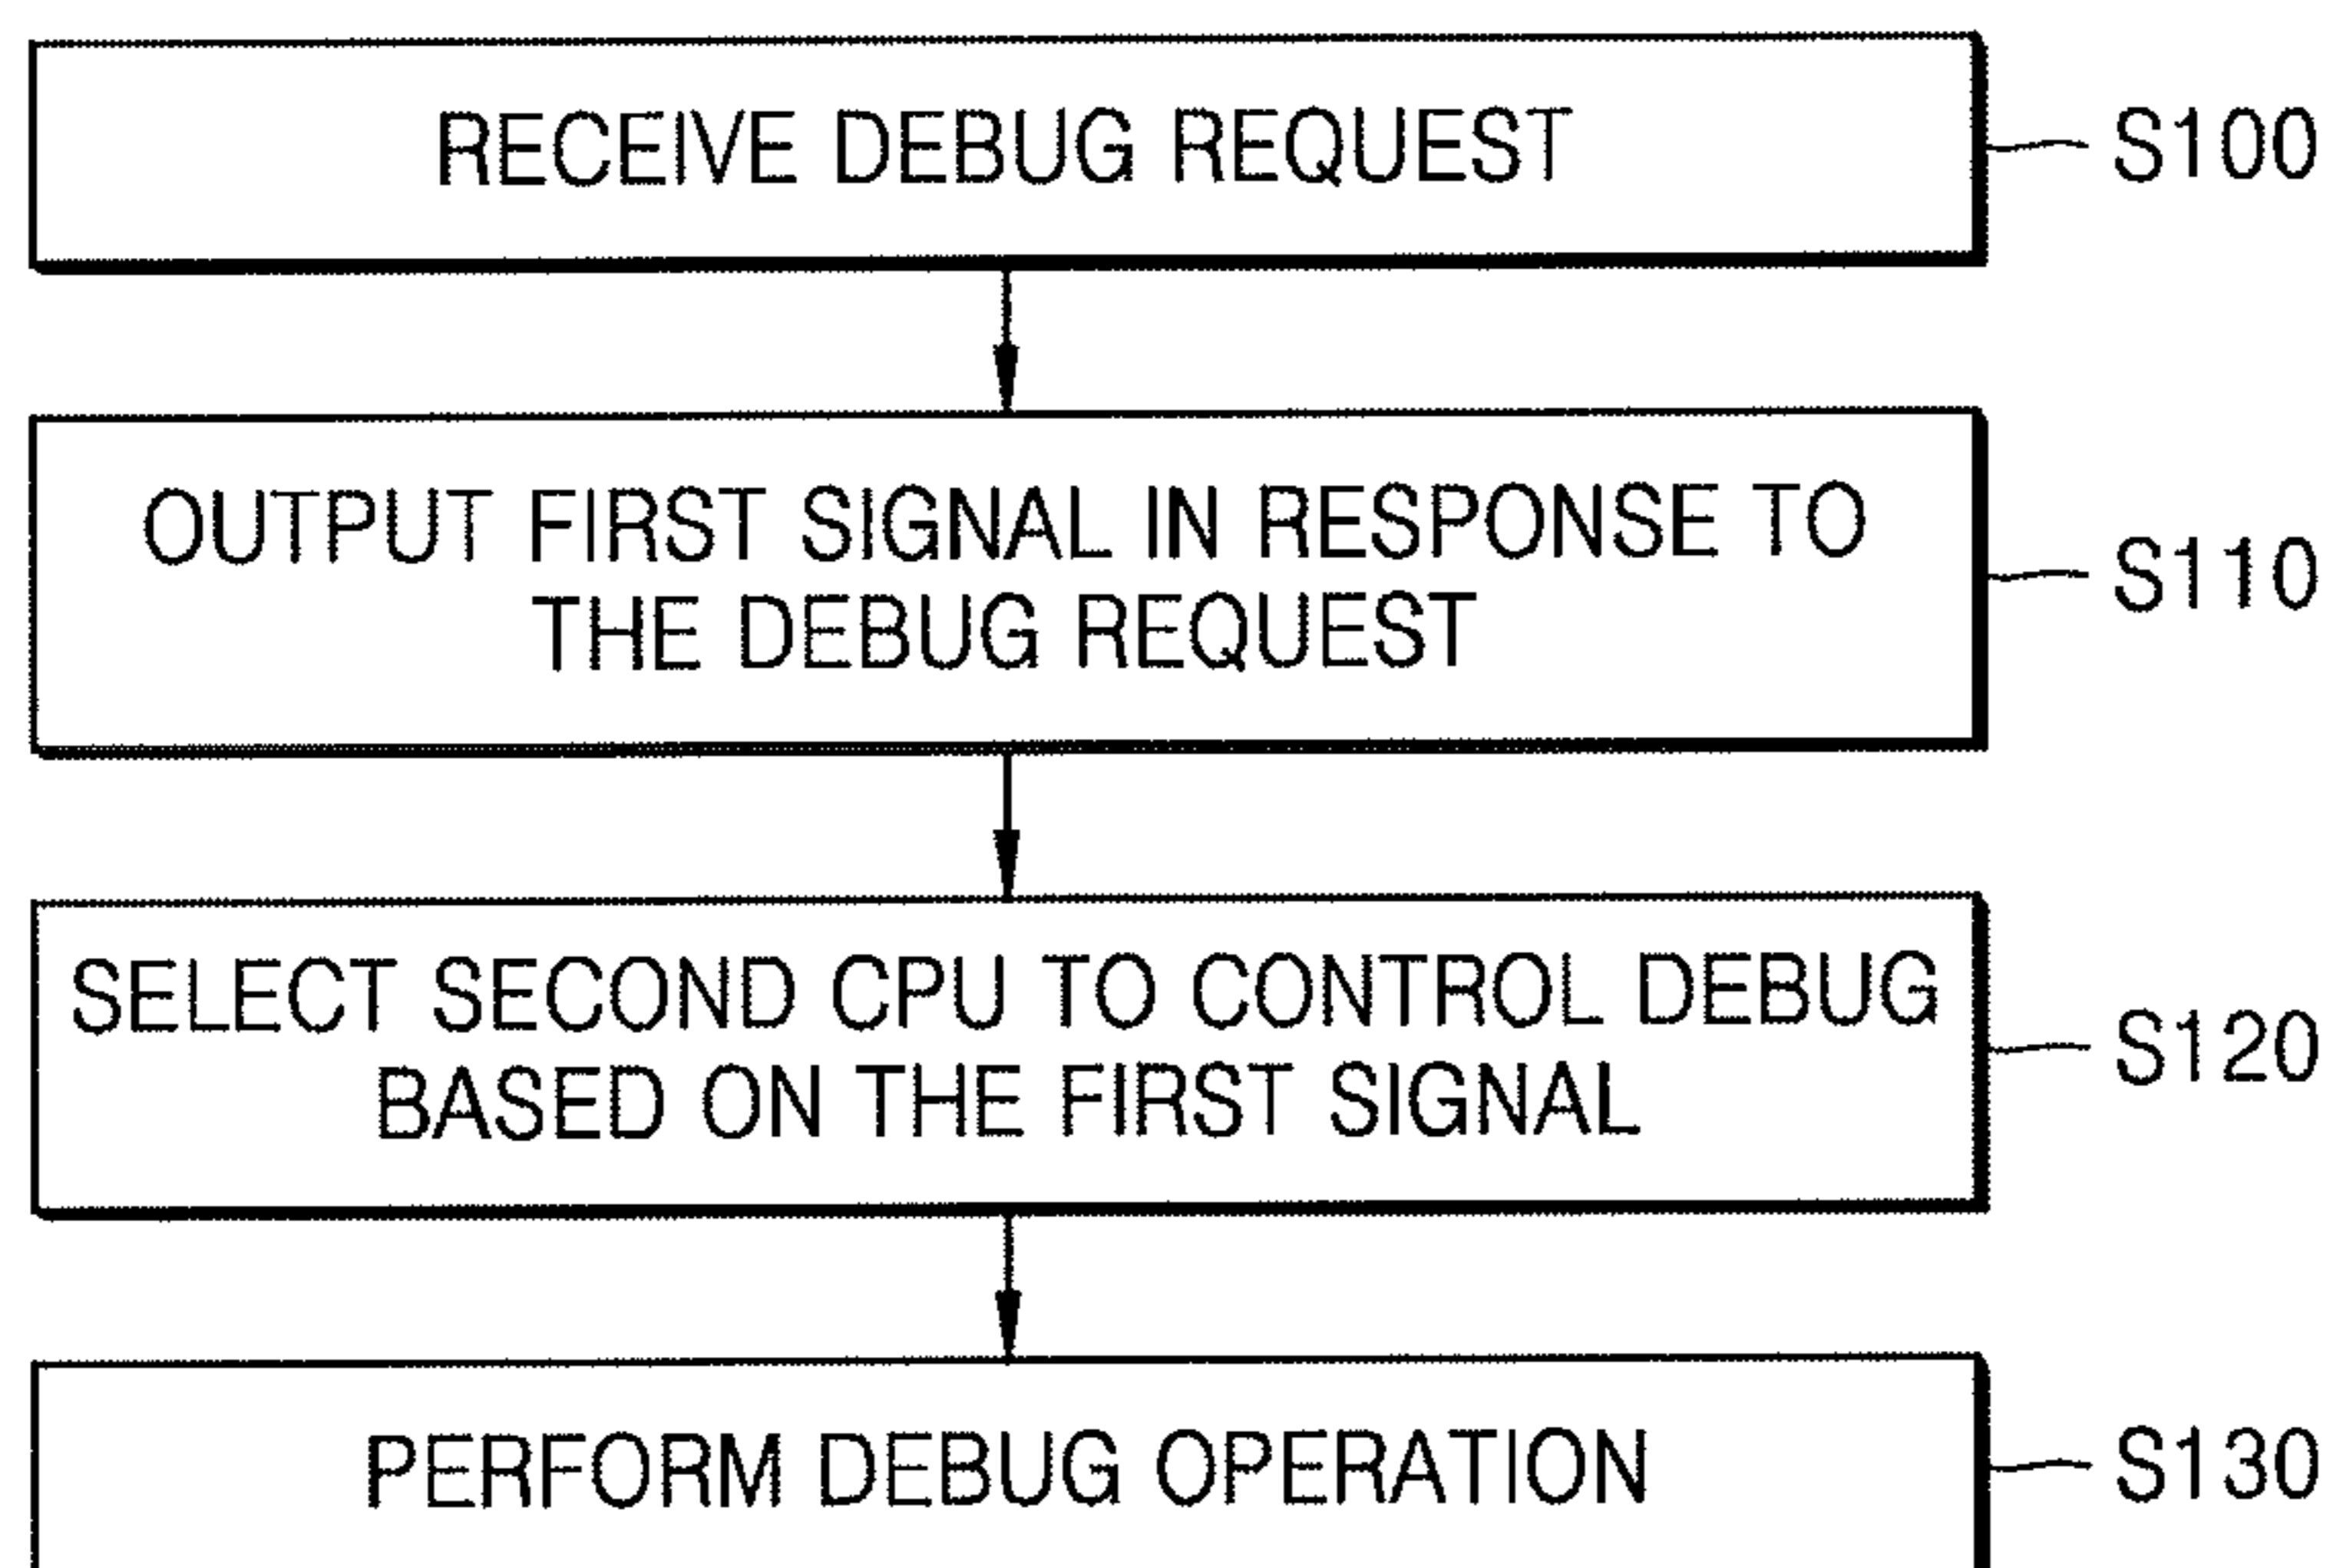 RECEIVE DEBUG REQUEST
S100
OUTPUT FIRST SIGNAL IN RESPONSE TO
THE DEBUG REQUEST
S110
SELECT SECOND CPU TO CONTROL DEBUG
BASED ON THE FIRST SIGNAL
S120
PERFORM DEBUG OPERATION
S130